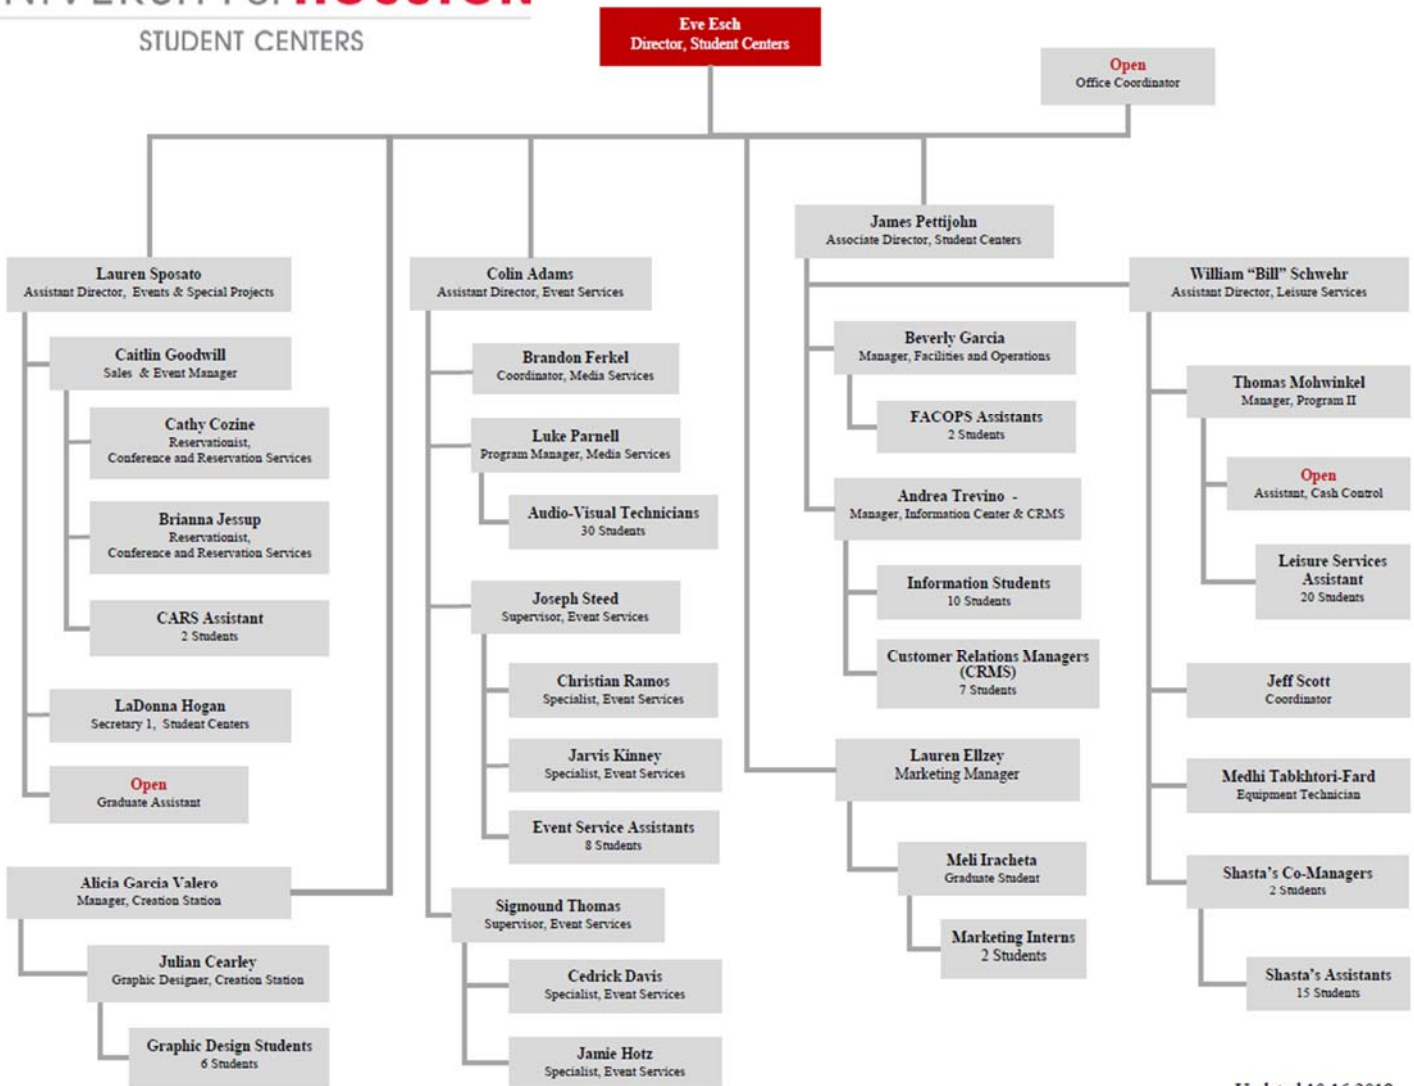 UNIVERSITY of HOUSTON
STUDENT CENTERS
Eve Esch
Director, Student Centers
Open
Office Coordinator
James Pettijohn
Associate Director, Student Centers
Lauren Sposato
Assistant Director, Events & Special Projects
Caitlin Goodwill
Sales & Event Manager
Cathy Cozine
Reservationist,
Conference and Reservation Services
Brianna Jessup
Reservationist,
Conference and Reservation Services
CARS Assistant
2 Students
LaDonna Hogan
Secretary 1, Student Centers
Open
Graduate Assistant
Alicia Garcia Valero
Manager, Creation Station
Julian Cearley
Graphic Designer, Creation Station
Graphic Design Students
6 Students
Colin Adams
Assistant Director, Event Services
Brandon Ferkel
Coordinator, Media Services
Luke Parnell
Program Manager, Media Services
Audio-Visual Technicians
30 Students
Joseph Steed
Supervisor, Event Services
Christian Ramos
Specialist, Event Services
Jarvis Kinney
Specialist, Event Services
Event Service Assistants
8 Students
Sigmound Thomas
Supervisor, Event Services
Cedrick Davis
Specialist, Event Services
Jamie Hotz
Specialist, Event Services
Beverly Garcia
Manager, Facilities and Operations
FACOPS Assistants
2 Students
Andrea Trevino -
Manager, Information Center & CRMS
Information Students
10 Students
Customer Relations Managers
(CRMS)
7 Students
Lauren Ellzey
Marketing Manager
Meli Iracheta
Graduate Student
Marketing Interns
2 Students
William “Bill” Schwehr
Assistant Director, Leisure Services
Thomas Mohwinkel
Manager, Program II
Open
Assistant, Cash Control
Leisure Services
Assistant
20 Students
Jeff Scott
Coordinator
Medhi Tabkhtori-Fard
Equipment Technician
Shasta’s Co-Managers
2 Students
Shasta’s Assistants
15 Students